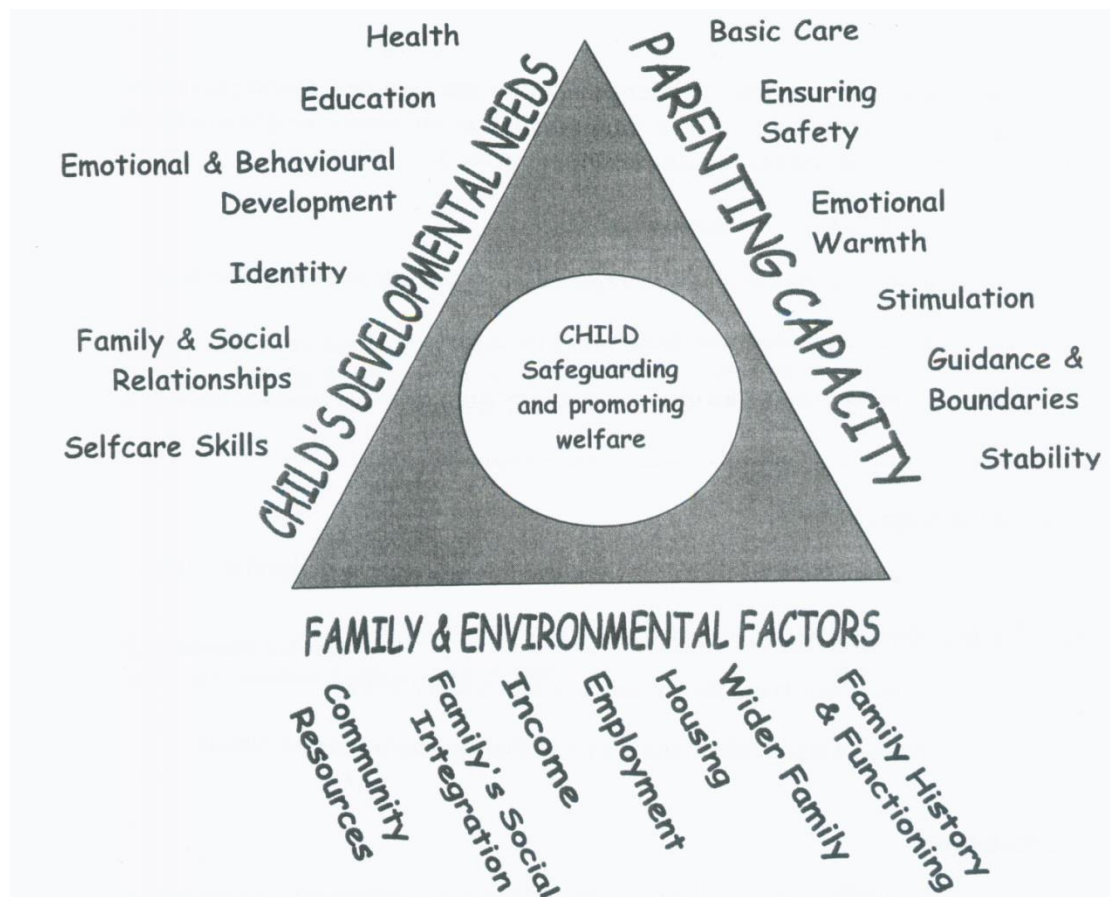 Health
Education
Emotional & Behavioural
Development
Identity
Family & Social
Relationships
Selfcare Skills
CHILD'S DEVELOPMENTAL NEEDS
PARENTING CAPACITY
Basic Care
Ensuring
Safety
Emotional
Warmth
Stimulation
Guidance &
Boundaries
Stability
CHILD
Safeguarding
and promoting
welfare
FAMILY & ENVIRONMENTAL FACTORS
Community
Resources
Family's Social
Integration
Income
Employment
Housing
Wider Family
Family History
& Functioning